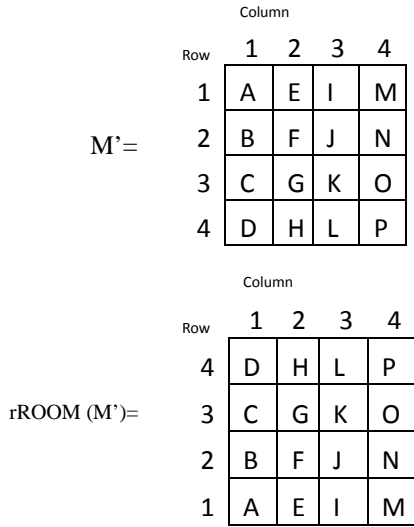 Column
Row 1 2 3 4
1 A E I M
2 B F J N
M’= 
3 C G K O
4 D H L P
Column
Row 1 2 3 4
4 D H L P
rROOM (M’)= 3 C G K O
2 B F J N
1 A E I M